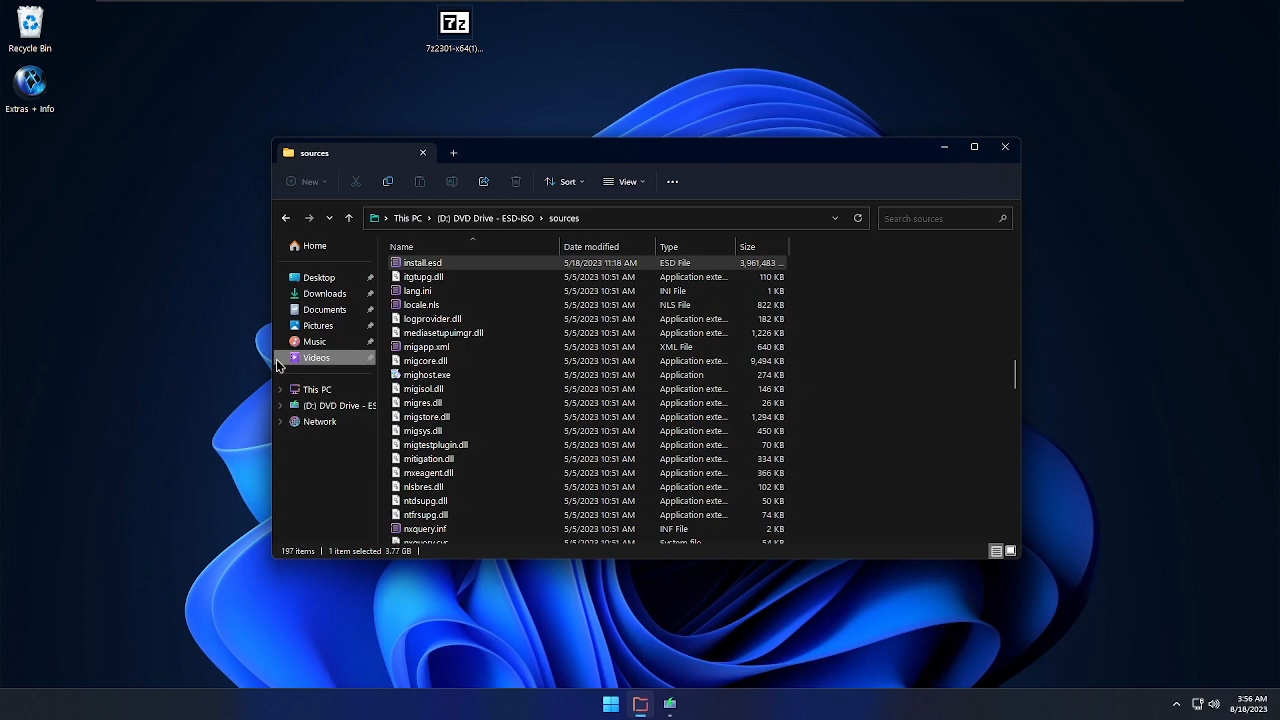 7z
Recycle Bin
7z2301-x64(1)...
Extras + Info
sources
New
Sort
View
This PC
(D:) DVD Drive - ESD-ISO
sources
Search sources
Home
Desktop
Downloads
Documents
Pictures
Music
Videos
This PC
(D:) DVD Drive - ES
Network
Name Date modified Type Size
install.esd 5/18/2023 11:18 AM ESD File 3,961,483 ...
itgtupg.dll 5/5/2023 10:51 AM Application exte... 110 KB
lang.ini 5/5/2023 10:51 AM INI File 1 KB
locale.nls 5/5/2023 10:51 AM NLS File 822 KB
logprovider.dll 5/5/2023 10:51 AM Application exte... 182 KB
mediasetupuimgr.dll 5/5/2023 10:51 AM Application exte... 1,226 KB
migapp.xml 5/5/2023 10:51 AM XML File 640 KB
migcore.dll 5/5/2023 10:51 AM Application exte... 9,494 KB
mighost.exe 5/5/2023 10:51 AM Application 274 KB
migisol.dll 5/5/2023 10:51 AM Application exte... 146 KB
migres.dll 5/5/2023 10:51 AM Application exte... 26 KB
migstore.dll 5/5/2023 10:51 AM Application exte... 1,294 KB
migsys.dll 5/5/2023 10:51 AM Application exte... 450 KB
migtestplugin.dll 5/5/2023 10:51 AM Application exte... 70 KB
mitigation.dll 5/5/2023 10:51 AM Application exte... 334 KB
mxeagent.dll 5/5/2023 10:51 AM Application exte... 366 KB
nlsbres.dll 5/5/2023 10:51 AM Application exte... 102 KB
ntdsupg.dll 5/5/2023 10:51 AM Application exte... 50 KB
ntfrsupg.dll 5/5/2023 10:51 AM Application exte... 74 KB
nxquery.inf 5/5/2023 10:51 AM INF File 2 KB
nxquery.sys 5/5/2023 10:51 AM System file 54 KB
197 items 1 item selected 3.77 GB
3:56 AM
8/18/2023